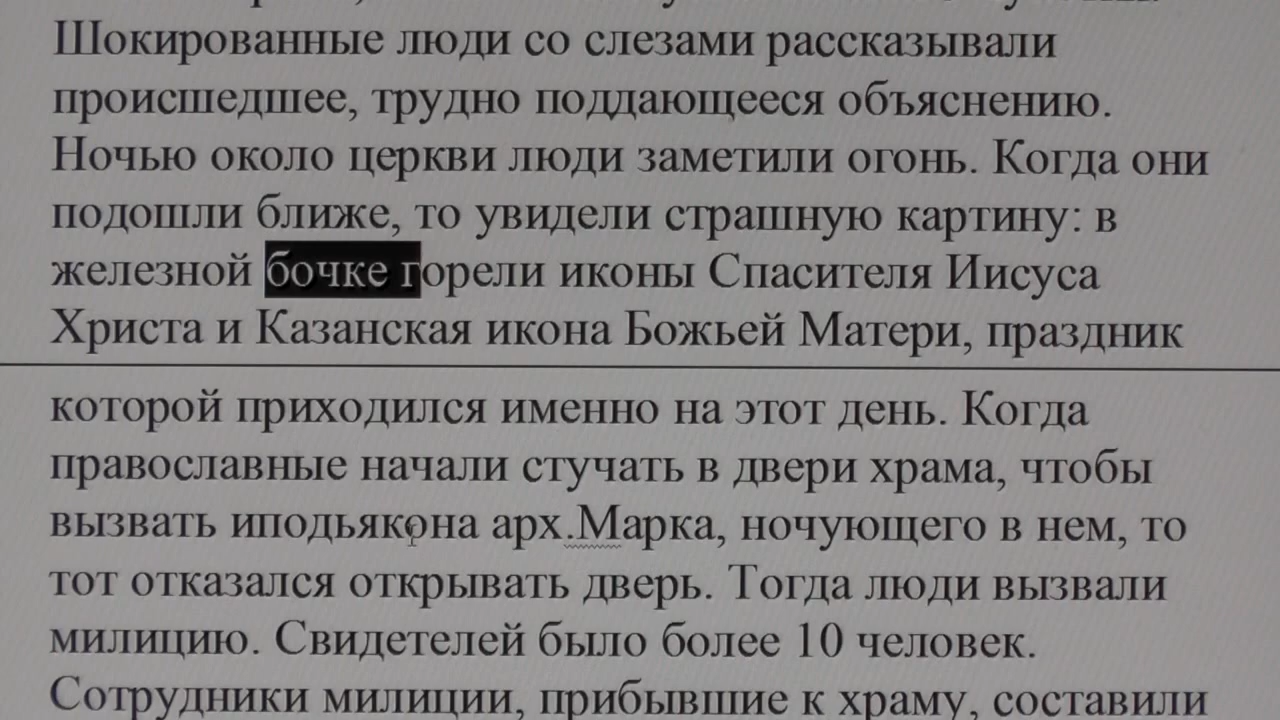 Шокированные люди со слезами рассказывали
происшедшее, трудно поддающееся объяснению.
Ночью около церкви люди заметили огонь. Когда они
подошли ближе, то увидели страшную картину: в
железной бочке горели иконы Спасителя Иисуса
Христа и Казанская икона Божьей Матери, праздник
которой приходился именно на этот день. Когда
православные начали стучать в двери храма, чтобы
вызвать иподьякона арх.Марка, ночующего в нем, то
тот отказался открывать дверь. Тогда люди вызвали
милицию. Свидетелей было более 10 человек.
Сотрудники милиции, прибывшие к храму, составили